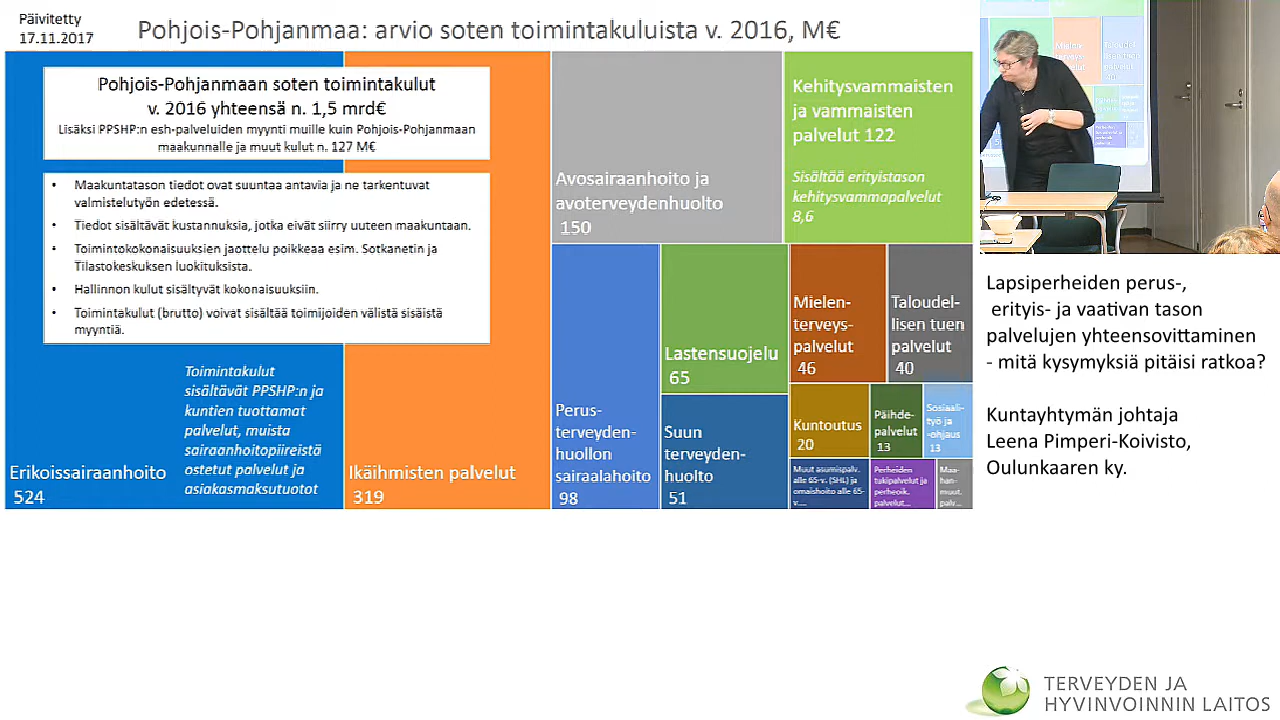 Päivitetty
17.11.2017
Pohjois-Pohjanmaa: arvio soten toimintakuluista v. 2016, M€
Pohjois-Pohjanmaan soten toimintakulut
v. 2016 yhteensä n. 1,5 mrd€
Lisäksi PPSHP:n esh-palveluiden myynti muille kuin Pohjois-Pohjanmaan
maakunnalle ja muut kulut n. 127 M€
• Maakuntatason tiedot ovat suuntaa antavia ja ne tarkentuvat
valmistelutyön edetessä.
• Tiedot sisältävät kustannuksia, jotka eivät siirry uuteen maakuntaan.
• Toimintokokonaisuuksien jaottelu poikkeaa esim. Sotkanetin ja
Tilastokeskuksen luokituksista.
• Hallinnon kulut sisältyvät kokonaisuuksiin.
• Toimintakulut (brutto) voivat sisältää toimijoiden välistä sisäistä
myyntiä.
Toimintakulut
sisältävät PPSHP:n ja
kuntien tuottamat
palvelut, muista
sairaanhoitopiireistä
ostetut palvelut ja
asiakasmaksutuotot
Erikoissairaanhoito
524
Ikäihmisten palvelut
319
Avosairaanhoito ja
avoterveydenhuolto
150
Kehitysvammaisten
ja vammaisten
palvelut 122
Sisältää erityistason
kehitysvammapalvelut
8,6
Perus-
terveyden-
huollon
sairaalahoito
98
Lastensuojelu
65
Suun
terveyden-
huolto
51
Mielen-
terveys-
palvelut
46
Taloudel-
lisen tuen
palvelut
40
Kuntoutus
20
Päihde-
palvelut
13
Sosiaali-
työ ja
-ohjaus
13
Muut asumispalv.
alle 65-v. (SHL) ja
omaishoito alle 65-
v....
Perheiden
tukipalvelut ja
perheoik.
palvelut...
Maa-
han-
muut.
palv...
Lapsiperheiden perus-,
erityis- ja vaativan tason
palvelujen yhteensovittaminen
- mitä kysymyksiä pitäisi ratkoa?
Kuntayhtymän johtaja
Leena Pimperi-Koivisto,
Oulunkaaren ky.
TERVEYDEN JA
HYVINVOINNIN LAITOS